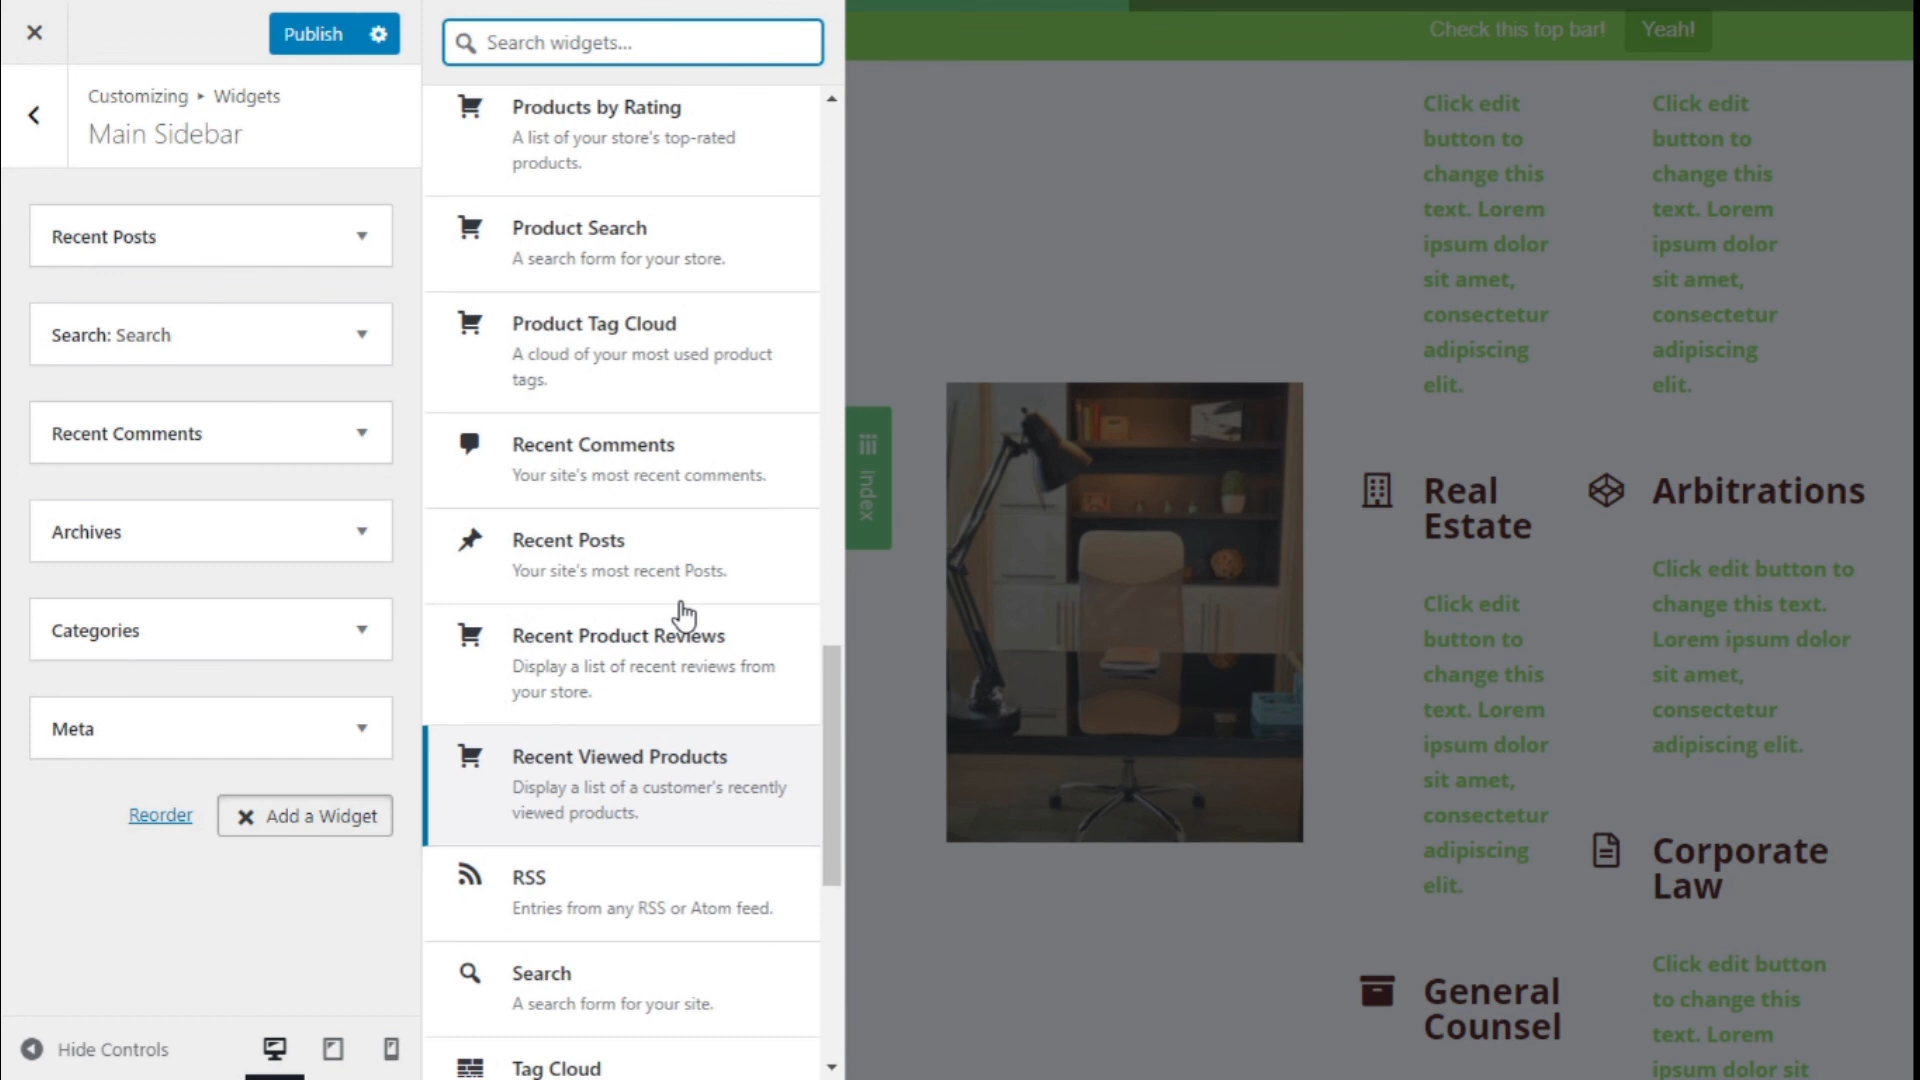 Publish
Customizing ▸ Widgets
Main Sidebar
Recent Posts
Search: Search
Recent Comments
Archives
Categories
Meta
Reorder
Add a Widget
Hide Controls
Search widgets...
Products by Rating
A list of your store's top-rated
products.
Product Search
A search form for your store.
Product Tag Cloud
A cloud of your most used product
tags.
Recent Comments
Your site's most recent comments.
Recent Posts
Your site's most recent Posts.
Recent Product Reviews
Display a list of recent reviews from
your store.
Recent Viewed Products
Display a list of a customer's recently
viewed products.
RSS
Entries from any RSS or Atom feed.
Search
A search form for your site.
Tag Cloud
Check this top bar!
Yeah!
Index
Click edit
button to
change this
text. Lorem
ipsum dolor
sit amet,
consectetur
adipiscing
elit.
Real
Estate
Click edit
button to
change this
text. Lorem
ipsum dolor
sit amet,
consectetur
adipiscing
elit.
General
Counsel
Click edit
button to
change this
text. Lorem
ipsum dolor
sit amet,
consectetur
adipiscing
elit.
Arbitrations
Click edit button to
change this text.
Lorem ipsum dolor
sit amet,
consectetur
adipiscing elit.
Corporate
Law
Click edit button
to change this
text. Lorem
ipsum dolor sit